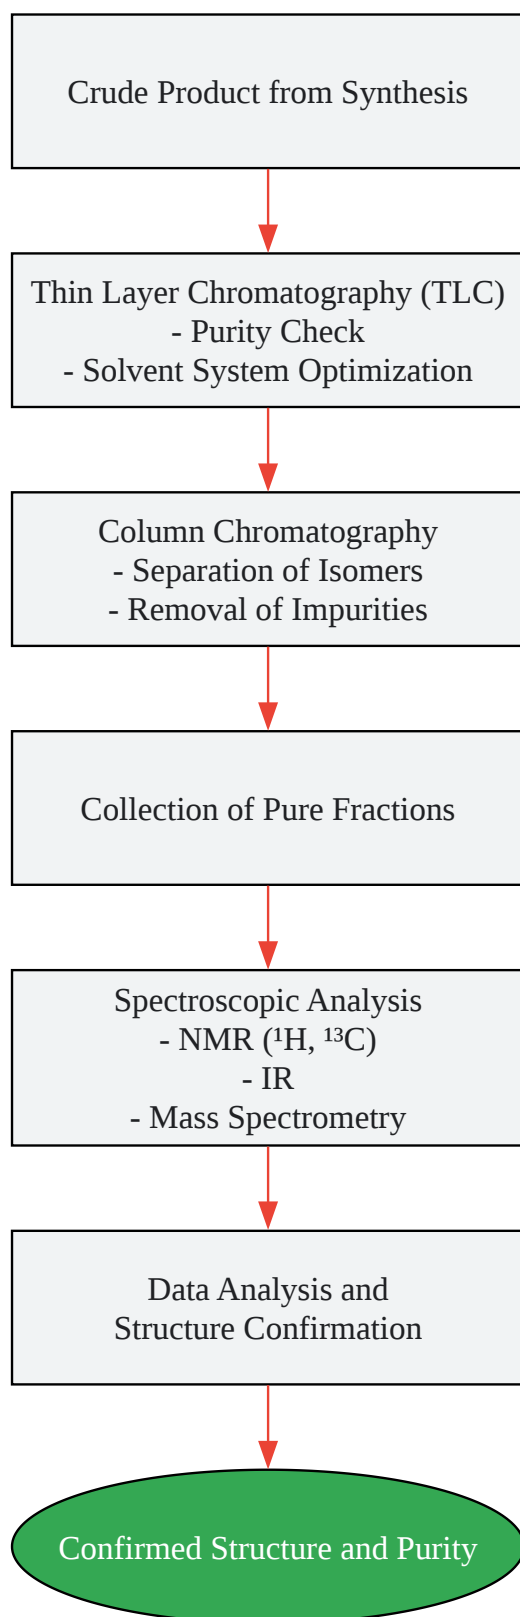 Crude Product from Synthesis
Thin Layer Chromatography (TLC)
- Purity Check
- Solvent System Optimization
Column Chromatography
- Separation of Isomers
- Removal of Impurities
Collection of Pure Fractions
Spectroscopic Analysis
- NMR (¹H, ¹³C)
- IR
- Mass Spectrometry
Data Analysis and
Structure Confirmation
Confirmed Structure and Purity